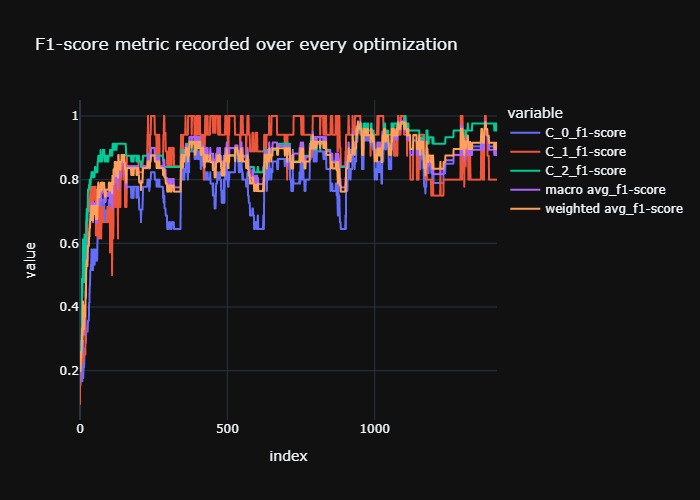 F1-score metric recorded over every optimization
variable
C_0_f1-score
C_1_f1-score
C_2_f1-score
macro avg_f1-score
weighted avg_f1-score
value
1
0.8
0.6
0.4
0.2
0
500
1000
index